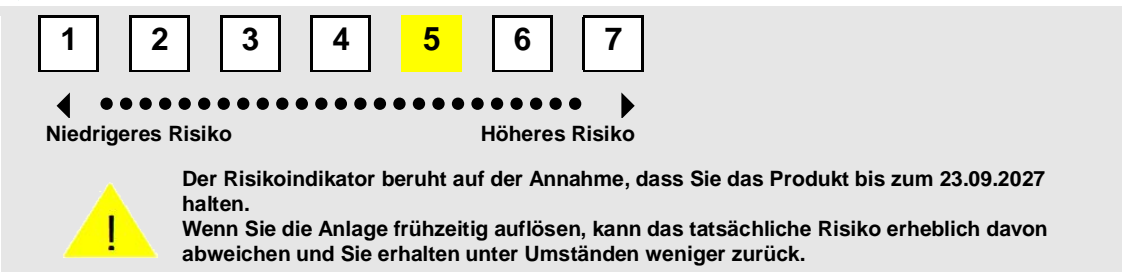 1 2 3 4 5 6 7
Niedrigeres Risiko Höheres Risiko
Der Risikoindikator beruht auf der Annahme, dass Sie das Produkt bis zum 23.09.2027
halten.
Wenn Sie die Anlage frühzeitig auflösen, kann das tatsächliche Risiko erheblich davon
abweichen und Sie erhalten unter Umständen weniger zurück.
!